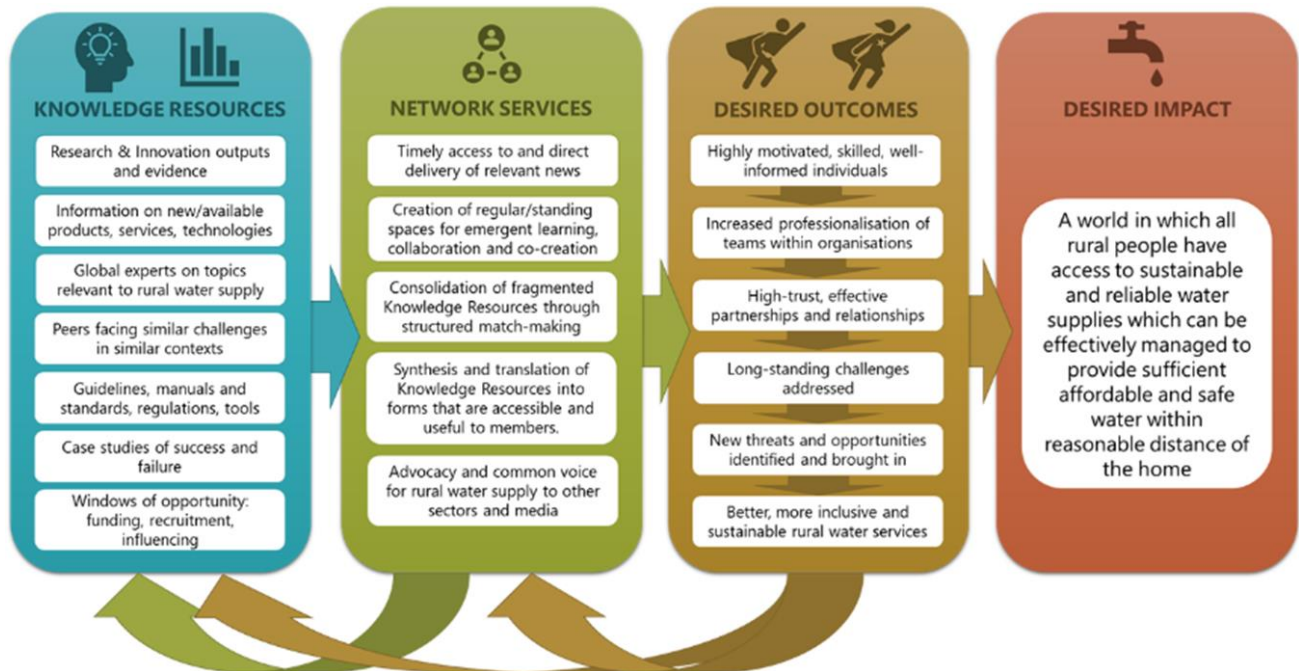 KNOWLEDGE RESOURCES
Research & Innovation outputs
and evidence
Information on new/available
products, services, technologies
Global experts on topics
relevant to rural water supply
Peers facing similar challenges
in similar contexts
Guidelines, manuals and
standards, regulations, tools
Case studies of success and
failure
Windows of opportunity:
funding, recruitment,
influencing
NETWORK SERVICES
Timely access to and direct
delivery of relevant news
Creation of regular/standing
spaces for emergent learning,
collaboration and co-creation
Consolidation of fragmented
Knowledge Resources through
structured match-making
Synthesis and translation of
Knowledge Resources into
forms that are accessible and
useful to members.
Advocacy and common voice
for rural water supply to other
sectors and media
DESIRED OUTCOMES
Highly motivated, skilled, well-
informed individuals
Increased professionalisation of
teams within organisations
High-trust, effective
partnerships and relationships
Long-standing challenges
addressed
New threats and opportunities
identified and brought in
Better, more inclusive and
sustainable rural water services
DESIRED IMPACT
A world in which all
rural people have
access to sustainable
and reliable water
supplies which can be
effectively managed to
provide sufficient
affordable and safe
water within
reasonable distance of
the home